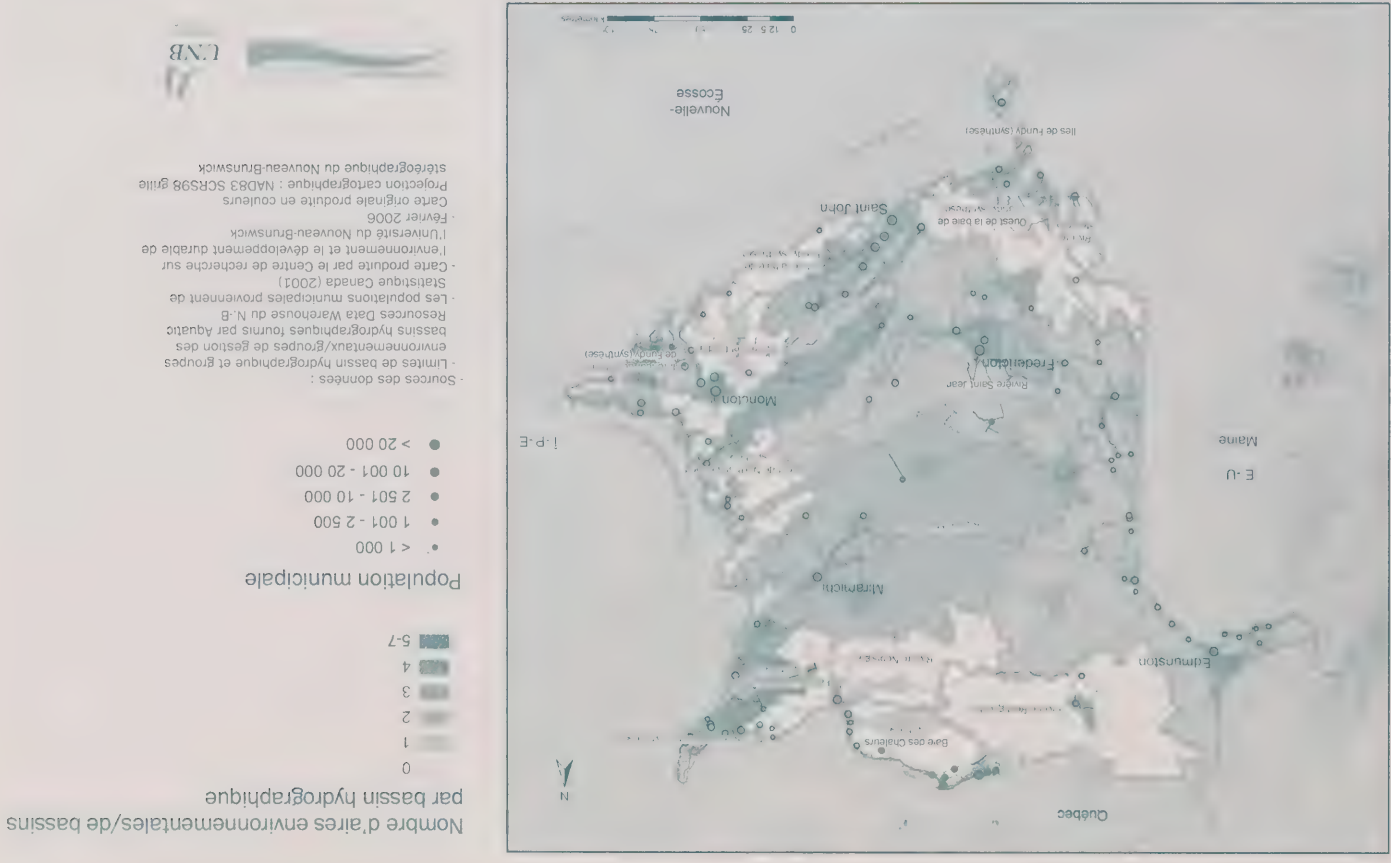 Nombre d'aires environnementales/de bassins
par bassin hydrographique
0
1
2
3
4
5-7
Population municipale
< 1 000
1 001 - 2 500
2 501 - 10 000
10 001 - 20 000
> 20 000
· Sources des données :
- Limites de bassin hydrographique et groupes
environnementaux/groupes de gestion des
bassins hydrographiques fournis par Aquatic
Resources Data Warehouse du N.-B.
· Les populations municipales proviennent de
Statistique Canada (2001)
- Carte produite par le Centre de recherche sur
l'environnement et le développement durable de
l'Université du Nouveau-Brunswick
· Février 2006
Carte originale produite en couleurs
Projection cartographique : NAD83 SCRS98 grille
stéréographique du Nouveau-Brunswick
UNB
Québec
N
Baie des Chaleurs
Edmunston
Miramichi
E-U
Maine
Î-P-E
Moncton
Rivière Saint Jean
Fredericton
de Fundy (synthèse)
Saint John
Ouest de la baie de
Iles de Fundy (synthèse)
Nouvelle-
Écosse
0 12.5 25